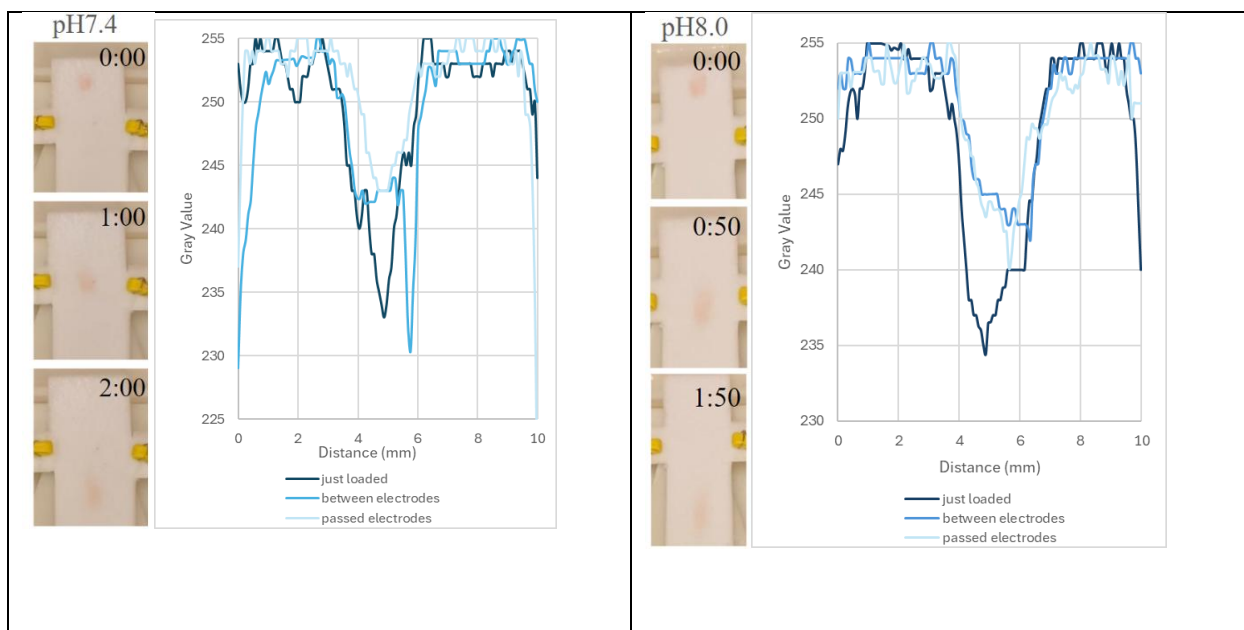 pH7.4
0:00
1:00
2:00
255
250
245
240
235
230
225
Gray Value
0 2 4 6 8 10
Distance (mm)
just loaded
between electrodes
passed electrodes
pH8.0
0:00
0:50
1:50
255
250
245
240
235
230
Gray Value
0 2 4 6 8 10
Distance (mm)
just loaded
between electrodes
passed electrodes